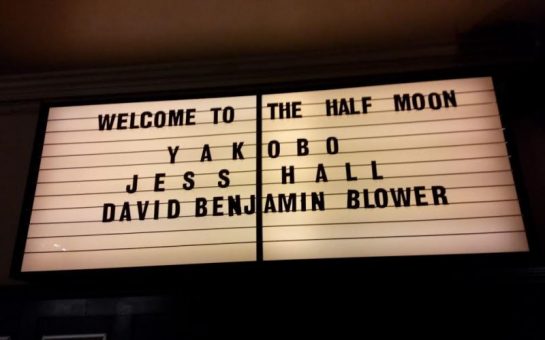 WELCOME TO THE HALF MOON
YAKOBO
JESS HALL
DAVID BENJAMIN BLOWER